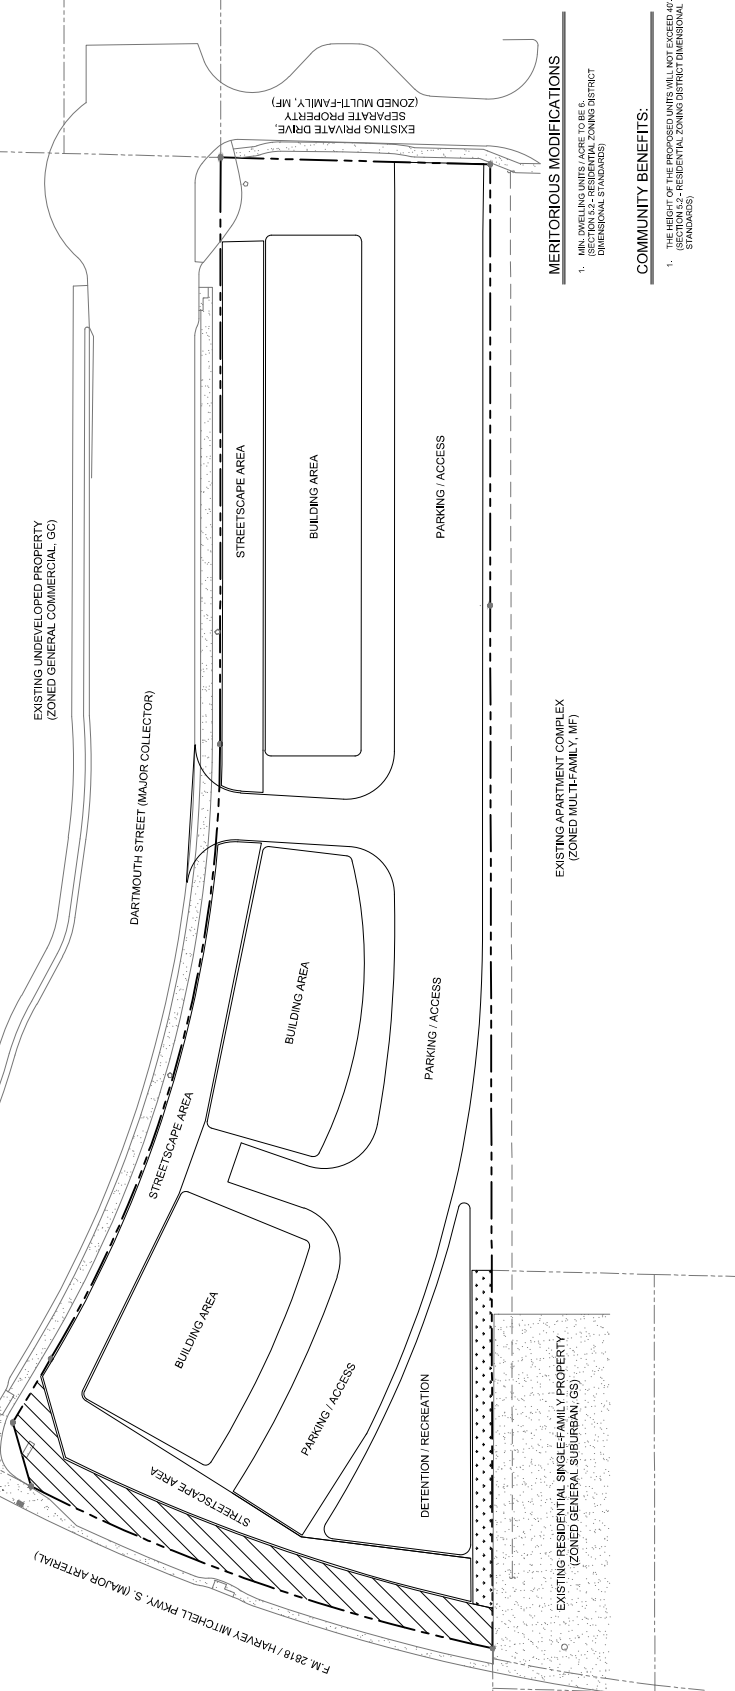 EXISTING PRIVATE DRIVE,
SEPARATE PROPERTY
(ZONED MULTI-FAMILY, MF)
MERITORIOUS MODIFICATIONS
1. MIN. DWELLING UNITS / ACRE TO BE 6.
(SECTION 5.2 - RESIDENTIAL ZONING DISTRICT
DIMENSIONAL STANDARDS)
COMMUNITY BENEFITS:
1. THE HEIGHT OF THE PROPOSED UNITS WILL NOT EXCEED 40'.
(SECTION 5.2 - RESIDENTIAL ZONING DISTRICT DIMENSIONAL
STANDARDS)
EXISTING UNDEVELOPED PROPERTY
(ZONED GENERAL COMMERCIAL, GC)
STREETSCAPE AREA
BUILDING AREA
PARKING / ACCESS
DARTMOUTH STREET (MAJOR COLLECTOR)
EXISTING APARTMENT COMPLEX
(ZONED MULTI-FAMILY, MF)
BUILDING AREA
PARKING / ACCESS
STREETSCAPE AREA
BUILDING AREA
PARKING / ACCESS
DETENTION / RECREATION
STREETSCAPE AREA
EXISTING RESIDENTIAL SINGLE-FAMILY PROPERTY
(ZONED GENERAL SUBURBAN, GS)
F.M. 2818 / HARVEY MITCHELL PKWY. S. (MAJOR ARTERIAL)